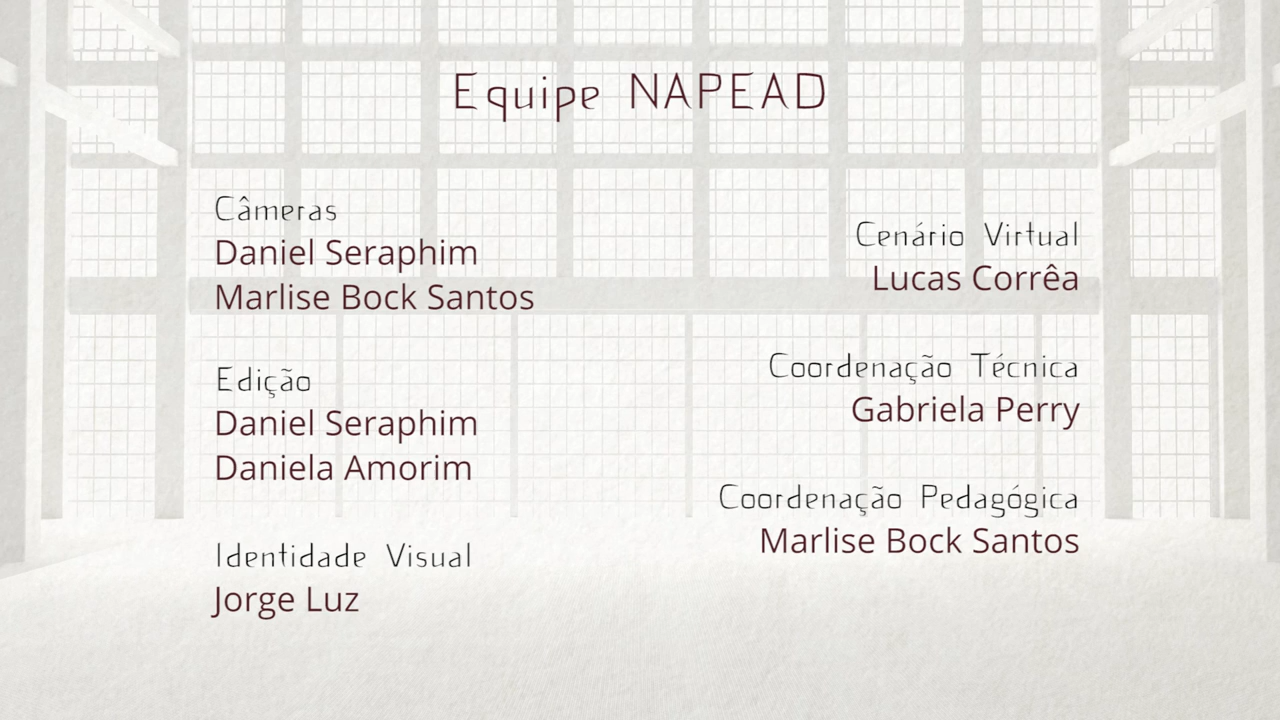 Equipe NAPEAD
Câmeras
Daniel Seraphim
Marlise Bock Santos
Edição
Daniel Seraphim
Daniela Amorim
Identidade Visual
Jorge Luz
Cenário Virtual
Lucas Corrêa
Coordenação Técnica
Gabriela Perry
Coordenação Pedagógica
Marlise Bock Santos